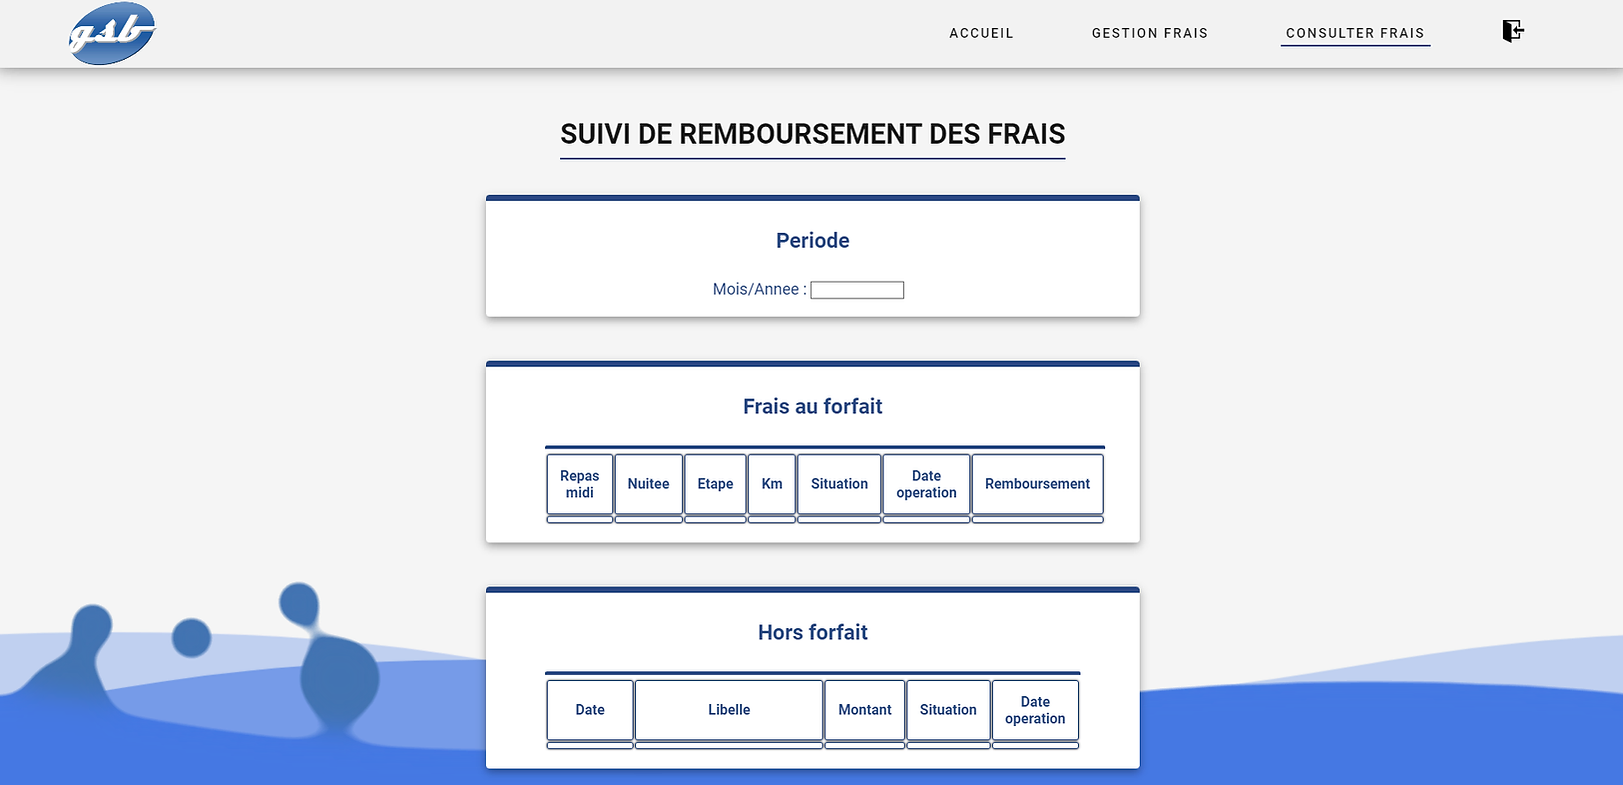 gsb
ACCUEIL GESTION FRAIS CONSULTER FRAIS
SUIVI DE REMBOURSEMENT DES FRAIS
Periode
Mois/Annee :
Frais au forfait
Repas midi Nuitee Etape Km Situation Date operation Remboursement
Hors forfait
Date Libelle Montant Situation Date operation